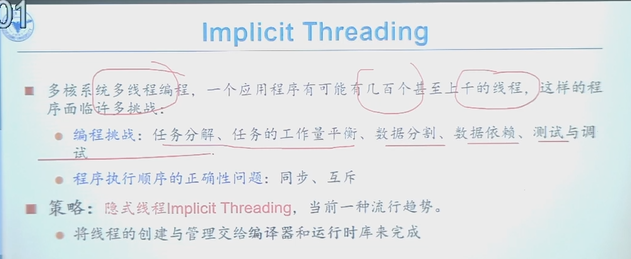 01
Implicit Threading
多核系统多线程编程，一个应用程序有可能有几百个甚至上千的线程，这样的程
序面临许多挑战：
编程挑战：任务分解、任务的工作量平衡、数据分割、数据依赖、测试与调
试
程序执行顺序的正确性问题：同步、互斥
策略：隐式线程Implicit Threading，当前一种流行趋势。
将线程的创建与管理交给编译器和运行时库来完成